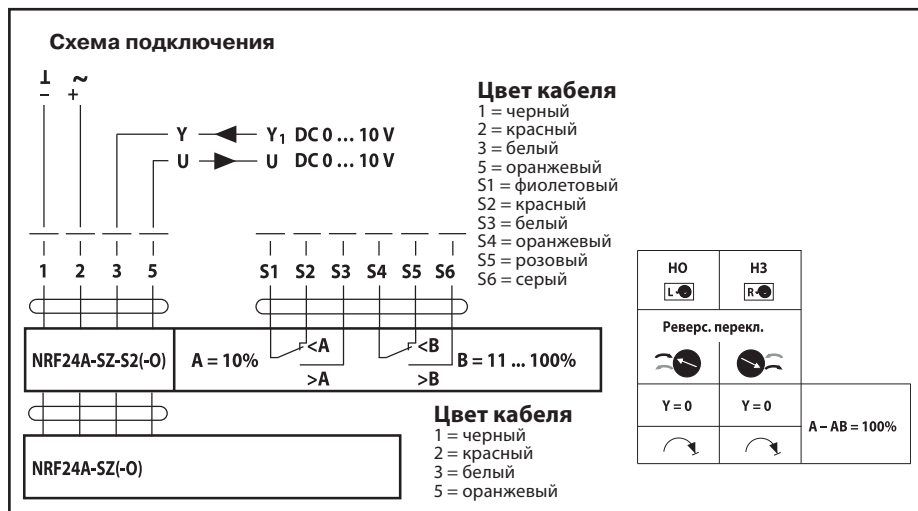 Схема подключения
⊥ ~
– +
Y Y₁ DC 0 ... 10 V
U U DC 0 ... 10 V
Цвет кабеля
1 = черный
2 = красный
3 = белый
5 = оранжевый
S1 = фиолетовый
S2 = красный
S3 = белый
S4 = оранжевый
S5 = розовый
S6 = серый
1 2 3 5 S1 S2 S3 S4 S5 S6
NRF24A-SZ-S2(-O)
A = 10%
<A
>A
<B
>B
B = 11 ... 100%
НО НЗ
L R
Реверс. перекл.
Y = 0 Y = 0
A – AB = 100%
NRF24A-SZ(-O)
Цвет кабеля
1 = черный
2 = красный
3 = белый
5 = оранжевый